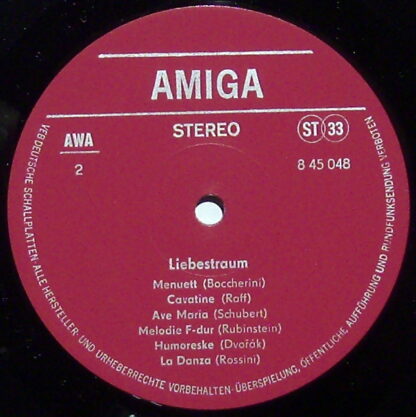 AMIGA
STEREO
ST 33
AWA
2
8 45 048
Liebestraum
Menuett (Boccherini)
Cavatine (Raff)
Ave Maria (Schubert)
Melodie F-dur (Rubinstein)
Humoreske (Dvořák)
La Danza (Rossini)
VEB DEUTSCHE SCHALLPLATTEN · ALLE HERSTELLER- UND URHEBERRECHTE VORBEHALTEN · ÜBERSPIELUNG, ÖFFENTLICHE AUFFÜHRUNG UND RUNDFUNKSENDUNG VERBOTEN